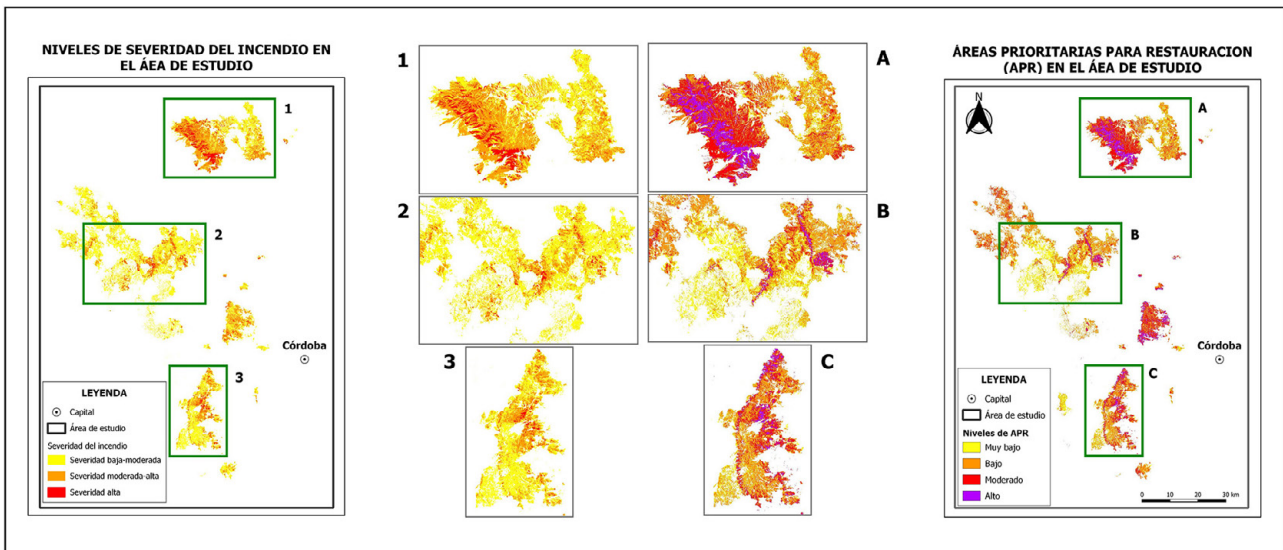 NIVELES DE SEVERIDAD DEL INCENDIO EN
EL ÁEA DE ESTUDIO
1
2
3
Córdoba
LEYENDA
Capital
Área de estudio
Severidad del incendio
Severidad baja-moderada
Severidad moderada-alta
Severidad alta
1
A
2
B
3
C
ÁREAS PRIORITARIAS PARA RESTAURACION
(APR) EN EL ÁEA DE ESTUDIO
N
A
B
C
Córdoba
LEYENDA
Capital
Área de estudio
Niveles de APR
Muy bajo
Bajo
Moderado
Alto
0 10 20 30 km